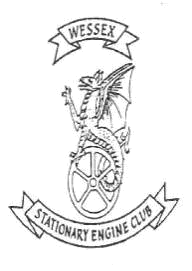 WESSEX
STATIONARY ENGINE CLUB